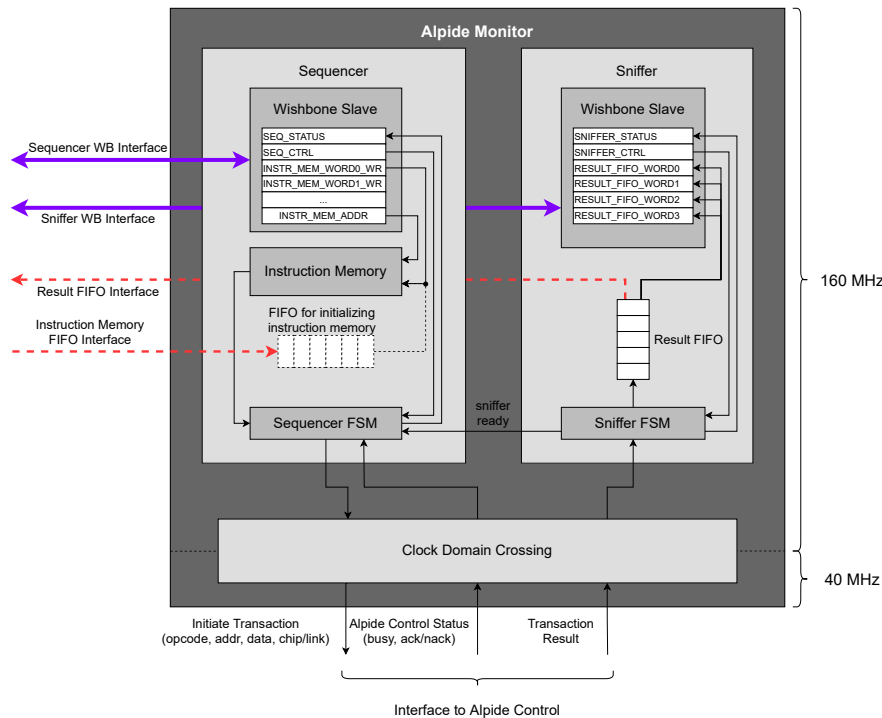 Alpide Monitor
Sequencer
Sniffer
Wishbone Slave
Wishbone Slave
SEQ_STATUS
SEQ_CTRL
INSTR_MEM_WORD0_WR
INSTR_MEM_WORD1_WR
...
INSTR_MEM_ADDR
SNIFFER_STATUS
SNIFFER_CTRL
RESULT_FIFO_WORD0
RESULT_FIFO_WORD1
RESULT_FIFO_WORD2
RESULT_FIFO_WORD3
Sequencer WB Interface
Sniffer WB Interface
Instruction Memory
Result FIFO Interface
160 MHz
FIFO for initializing
instruction memory
Instruction Memory
FIFO Interface
Result FIFO
sniffer
ready
Sequencer FSM
Sniffer FSM
Clock Domain Crossing
40 MHz
Initiate Transaction
(opcode, addr, data, chip/link)
Alpide Control Status
(busy, ack/nack)
Transaction
Result
Interface to Alpide Control